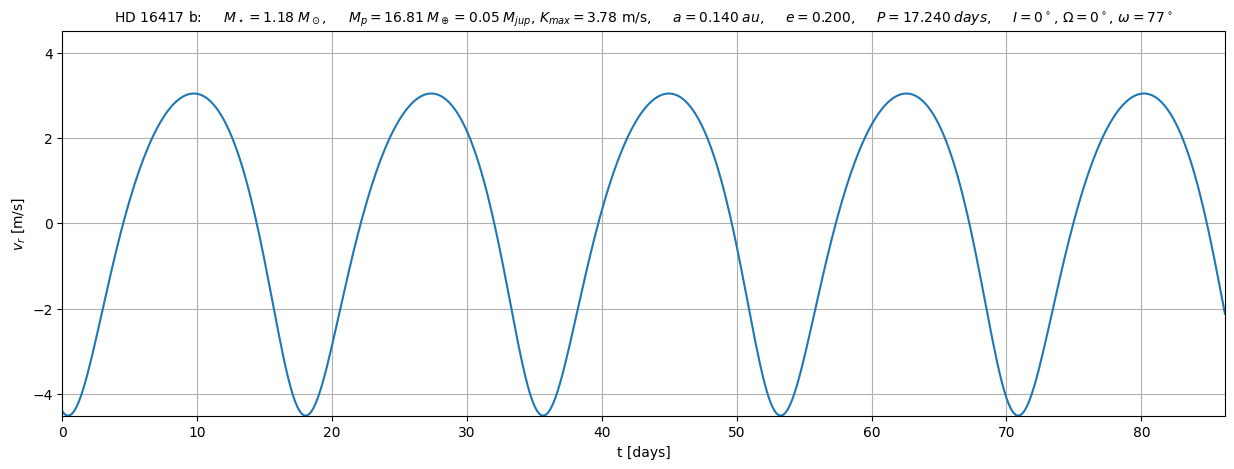 HD 16417 b: M⋆ = 1.18 M⊙, Mp = 16.81 M⊕ = 0.05 Mjup, Kmax = 3.78 m/s, a = 0.140 au, e = 0.200, P = 17.240 days, I = 0°, Ω = 0°, ω = 77°
4
2
0
−2
−4
vr [m/s]
0 10 20 30 40 50 60 70 80
t [days]